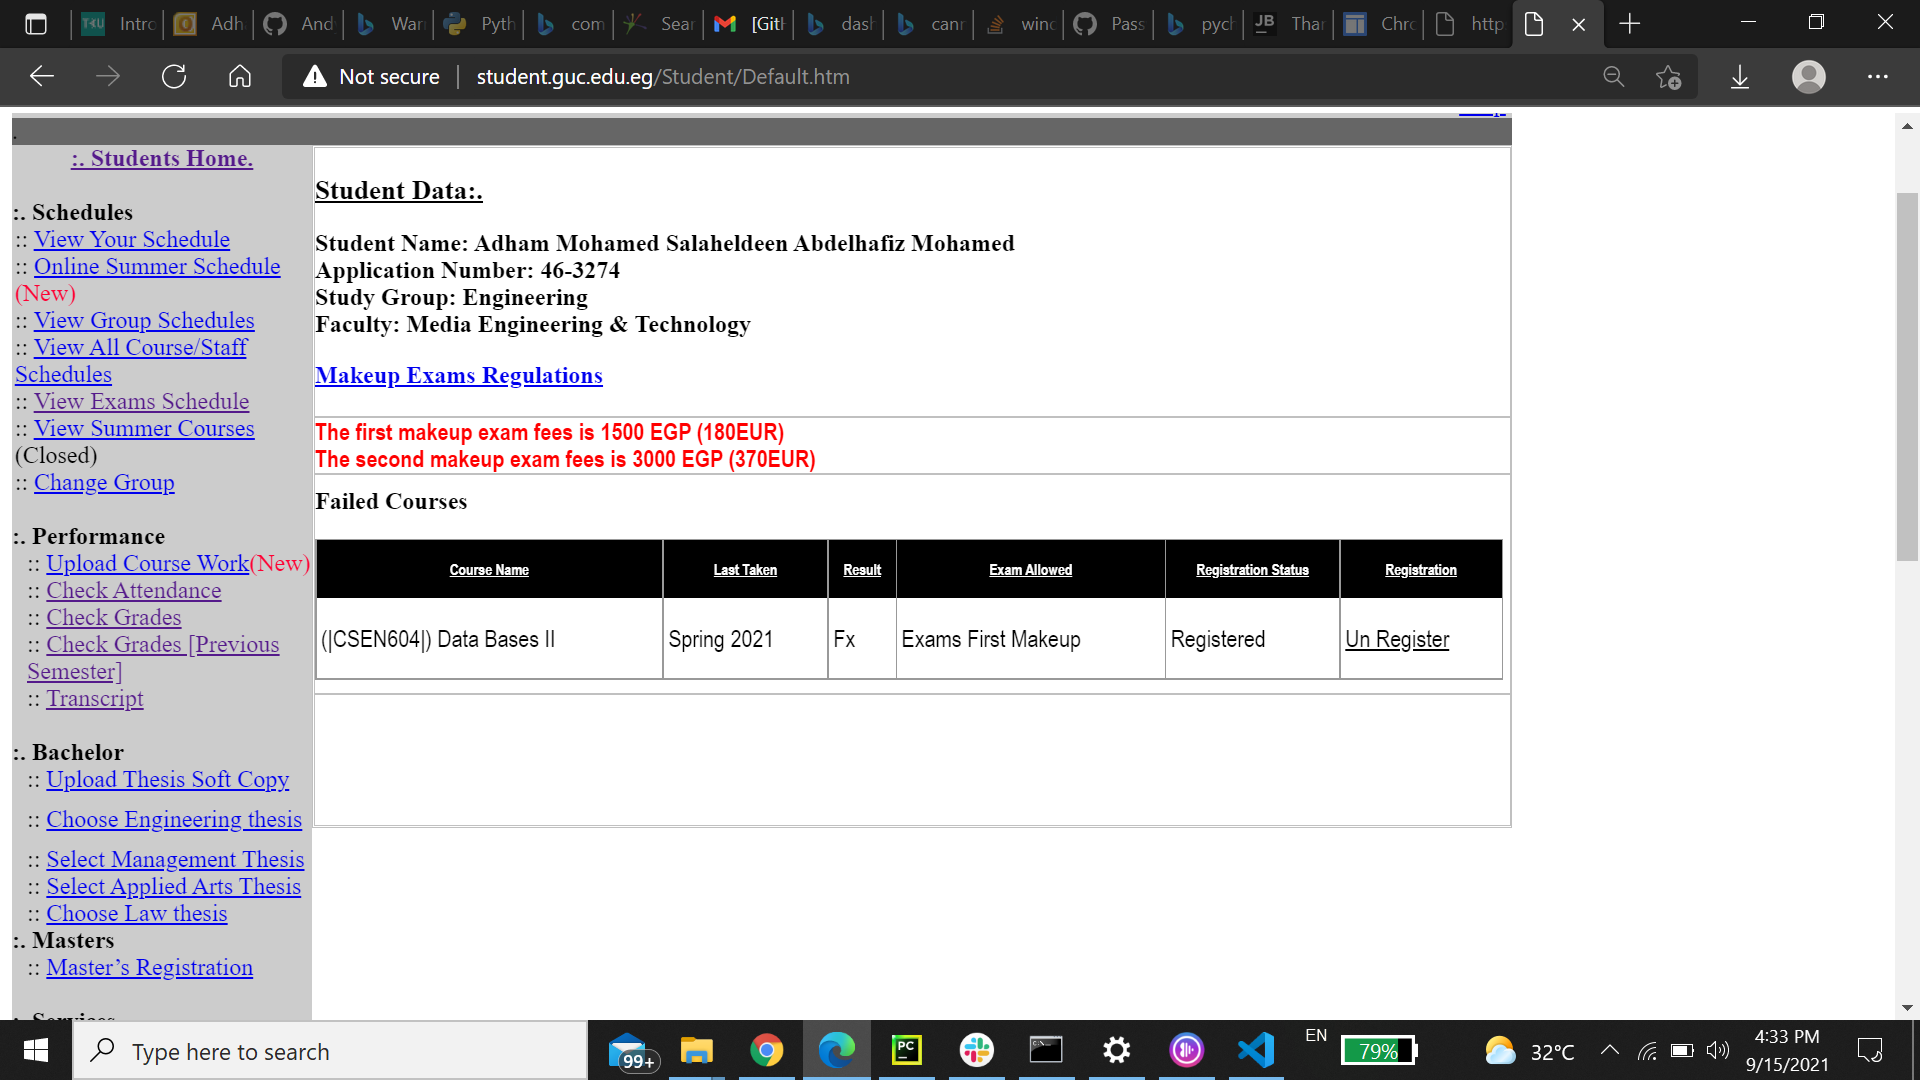 Intro
Adh
And
War
Pyth
com
Sear
[Git
dash
cann
wind
Pass
pych
JB
Than
Chro
http
Not secure
student.guc.edu.eg/Student/Default.htm
.
:. Students Home.
:. Schedules
:: View Your Schedule
:: Online Summer Schedule
(New)
:: View Group Schedules
:: View All Course/Staff
Schedules
:: View Exams Schedule
:: View Summer Courses
(Closed)
:: Change Group
:. Performance
:: Upload Course Work(New)
:: Check Attendance
:: Check Grades
:: Check Grades [Previous
Semester]
:: Transcript
:. Bachelor
:: Upload Thesis Soft Copy
:: Choose Engineering thesis
:: Select Management Thesis
:: Select Applied Arts Thesis
:: Choose Law thesis
:. Masters
:: Master’s Registration
Student Data:.
Student Name: Adham Mohamed Salaheldeen Abdelhafiz Mohamed
Application Number: 46-3274
Study Group: Engineering
Faculty: Media Engineering & Technology
Makeup Exams Regulations
The first makeup exam fees is 1500 EGP (180EUR)
The second makeup exam fees is 3000 EGP (370EUR)
Failed Courses
Course Name Last Taken Result Exam Allowed Registration Status Registration
(|CSEN604|) Data Bases II Spring 2021 Fx Exams First Makeup Registered Un Register
Type here to search
99+
PC
EN
79%
32°C
4:33 PM
9/15/2021